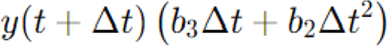 y(t + Δt) (b₃Δt + b₂Δt²)